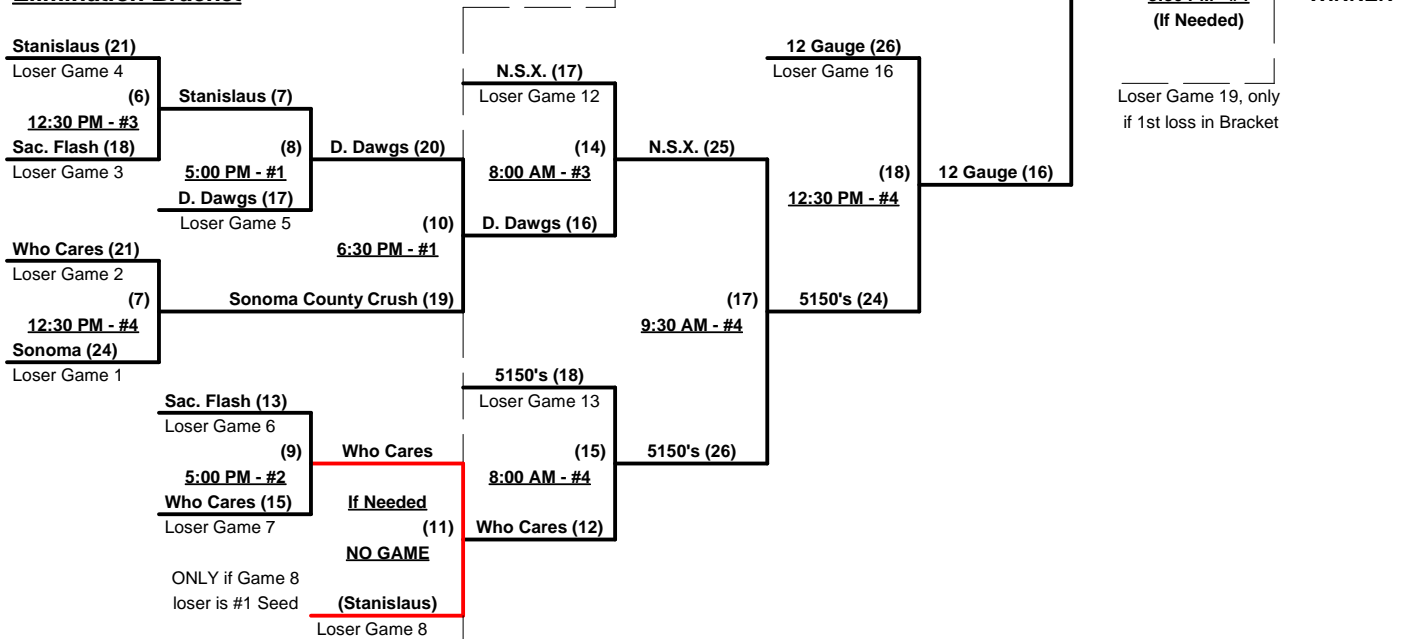 Elimination Bracket
(If Needed)
Loser Game 19, only
if 1st loss in Bracket
Stanislaus (21)
Loser Game 4
(6)
12:30 PM - #3
Sac. Flash (18)
Loser Game 3
Stanislaus (7)
(8)
5:00 PM - #1
D. Dawgs (17)
Loser Game 5
Who Cares (21)
Loser Game 2
(7)
12:30 PM - #4
Sonoma (24)
Loser Game 1
D. Dawgs (20)
(10)
6:30 PM - #1
Sonoma County Crush (19)
Sac. Flash (13)
Loser Game 6
(9)
5:00 PM - #2
Who Cares (15)
Loser Game 7
Who Cares
If Needed
(11)
NO GAME
ONLY if Game 8
loser is #1 Seed
(Stanislaus)
Loser Game 8
N.S.X. (17)
Loser Game 12
(14)
8:00 AM - #3
D. Dawgs (16)
5150's (18)
Loser Game 13
(15)
8:00 AM - #4
Who Cares (12)
N.S.X. (25)
(17)
9:30 AM - #4
5150's (26)
12 Gauge (26)
Loser Game 16
(18)
12:30 PM - #4
5150's (24)
12 Gauge (16)